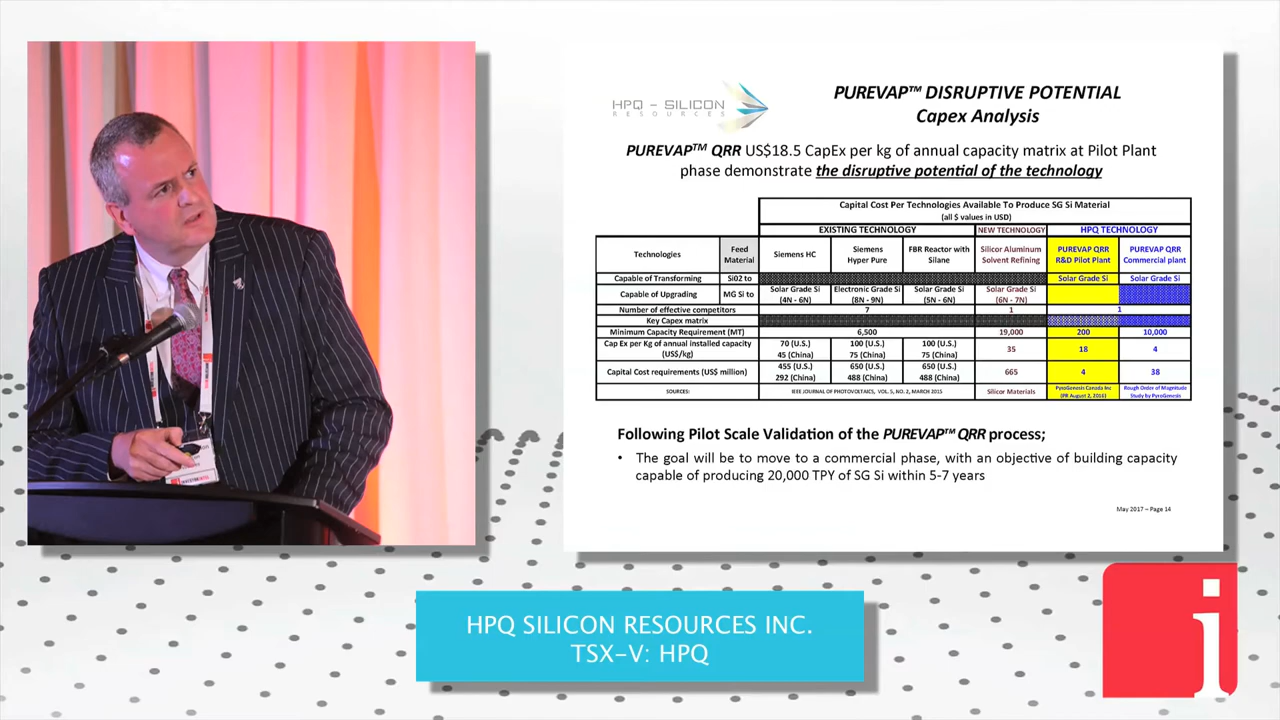 HPQ – SILICON
RESOURCES
PUREVAP™ DISRUPTIVE POTENTIAL
Capex Analysis
PUREVAP™ QRR US$18.5 CapEx per kg of annual capacity matrix at Pilot Plant
phase demonstrate the disruptive potential of the technology
Capital Cost Per Technologies Available To Produce SG Si Material
(all $ values in USD)
EXISTING TECHNOLOGY NEW TECHNOLOGY HPQ TECHNOLOGY
Technologies Feed Material Siemens HC Siemens Hyper Pure FBR Reactor with Silane Silicor Aluminum Solvent Refining PUREVAP QRR R&D Pilot Plant PUREVAP QRR Commercial plant
Capable of Transforming Si02 to Solar Grade Si Solar Grade Si
Capable of Upgrading MG Si to Solar Grade Si (4N - 6N) Electronic Grade Si (8N - 9N) Solar Grade Si (5N - 6N) Solar Grade Si (6N - 7N)
Number of effective competitors 7 1 1
Key Capex matrix
Minimum Capacity Requirement (MT) 6,500 19,000 200 10,000
Cap Ex per Kg of annual installed capacity (US$/kg) 70 (U.S.) 45 (China) 100 (U.S.) 75 (China) 100 (U.S.) 75 (China) 35 18 4
Capital Cost requirements (US$ million) 455 (U.S.) 292 (China) 650 (U.S.) 488 (China) 650 (U.S.) 488 (China) 665 4 38
SOURCES: IEEE JOURNAL OF PHOTOVOLTAICS, VOL. 5, NO. 2, MARCH 2015 Silicor Materials PyroGenesis Canada Inc (PR August 2, 2016) Rough Order of Magnitude Study by PyroGenesis
Following Pilot Scale Validation of the PUREVAP™ QRR process;
• The goal will be to move to a commercial phase, with an objective of building capacity
capable of producing 20,000 TPY of SG Si within 5-7 years
May 2017 – Page 14
HPQ SILICON RESOURCES INC.
TSX-V: HPQ
i